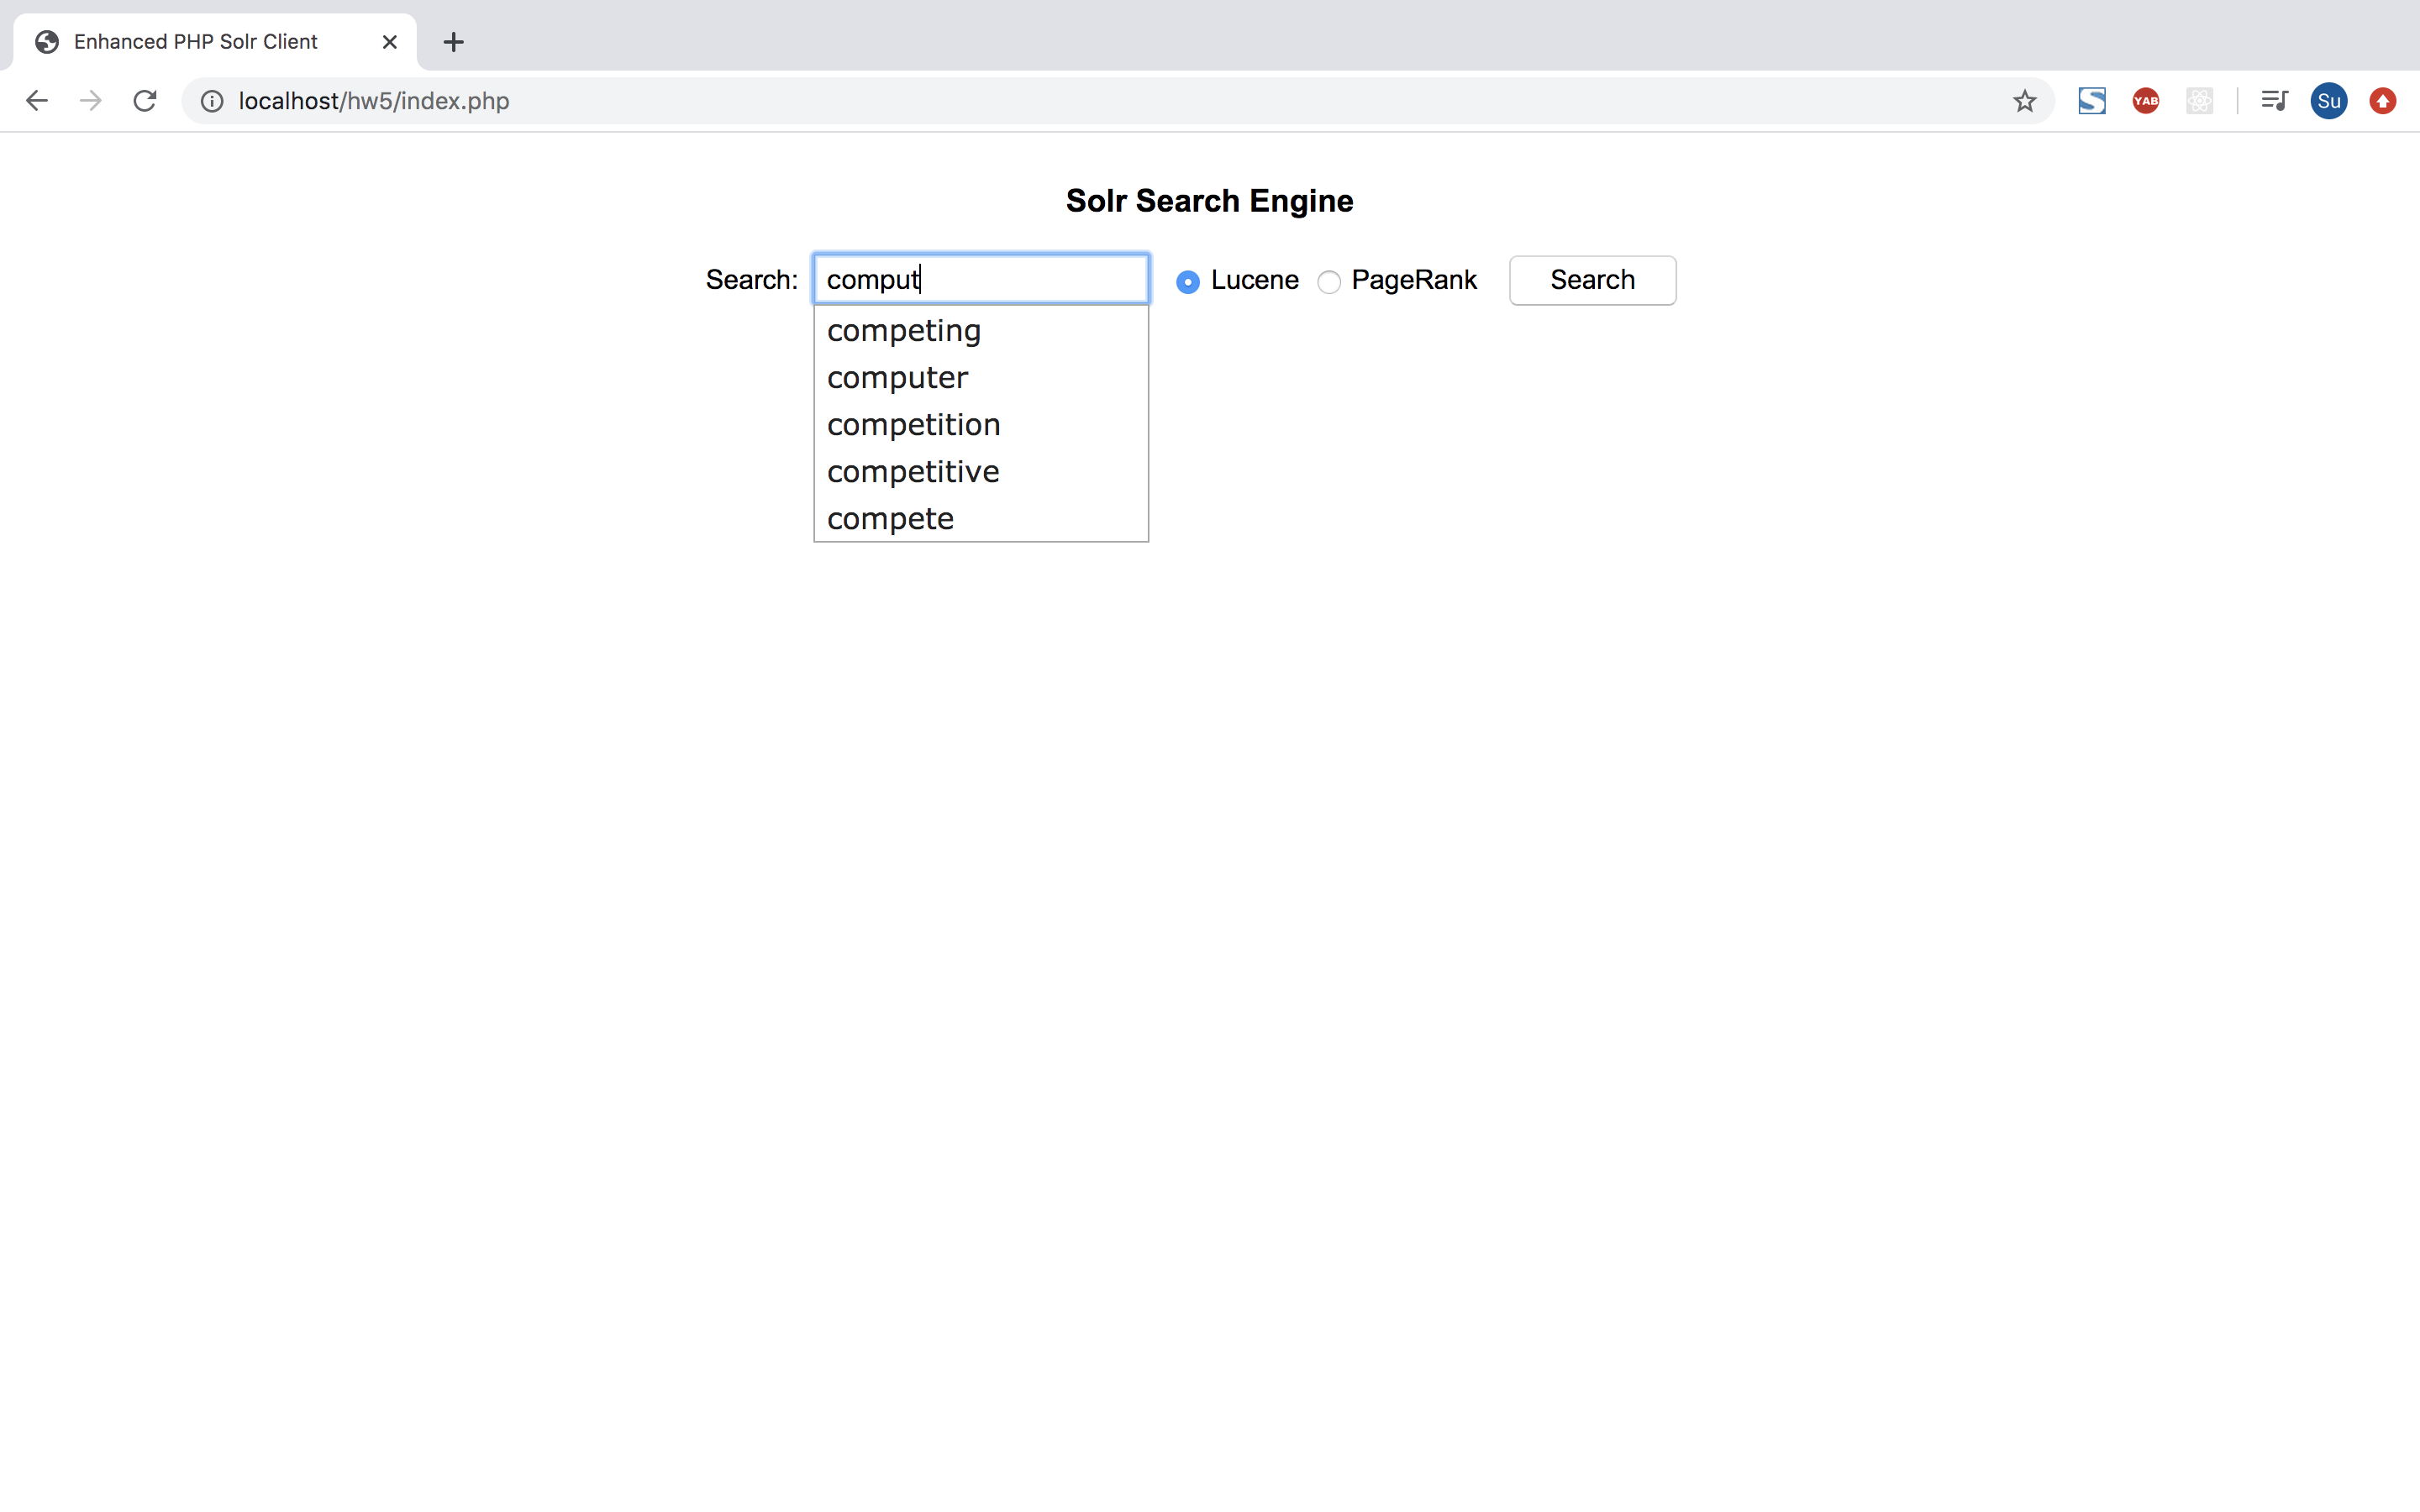 Enhanced PHP Solr Client
localhost/hw5/index.php
YAB
Su
Solr Search Engine
Search: comput Lucene PageRank Search
competing
computer
competition
competitive
compete